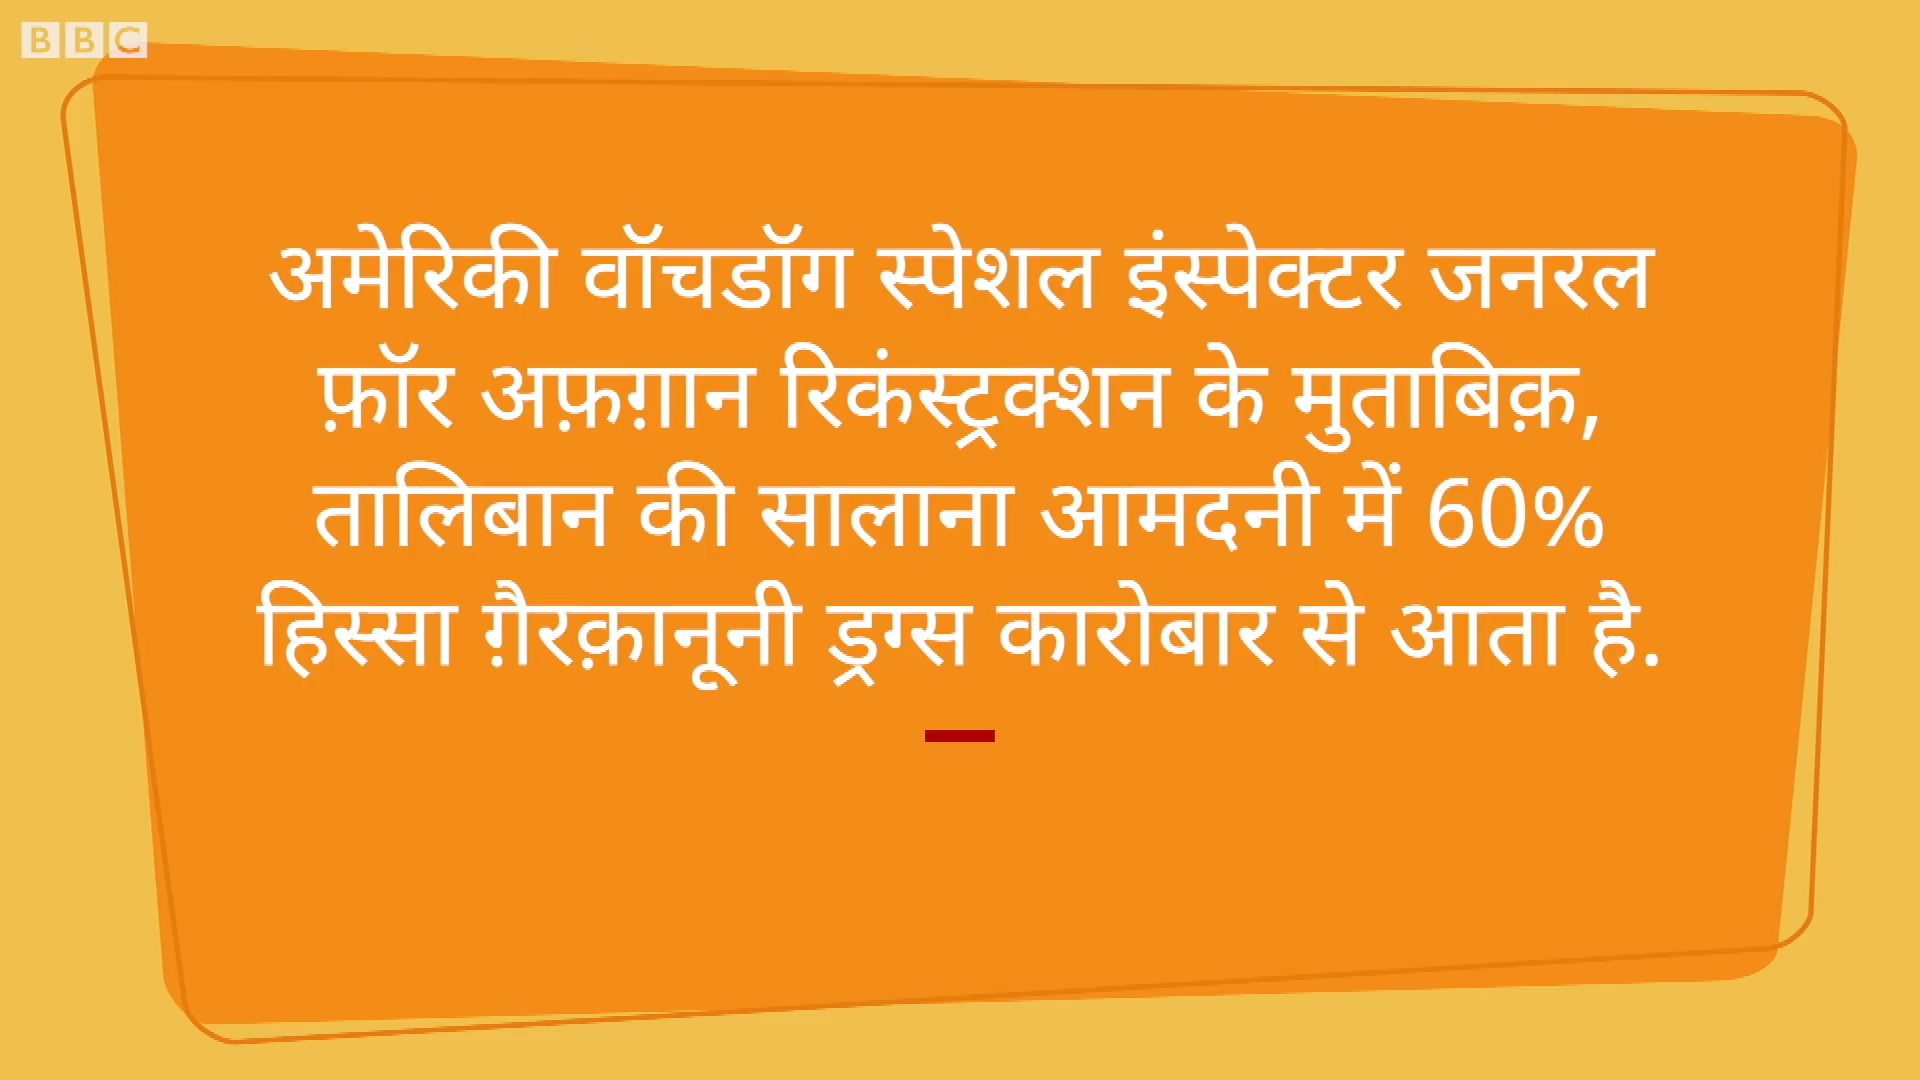 BBC
अमेरिकी वॉचडॉग स्पेशल इंस्पेक्टर जनरल
फ़ॉर अफ़ग़ान रिकंस्ट्रक्शन के मुताबिक़,
तालिबान की सालाना आमदनी में 60%
हिस्सा ग़ैरक़ानूनी ड्रग्स कारोबार से आता है.